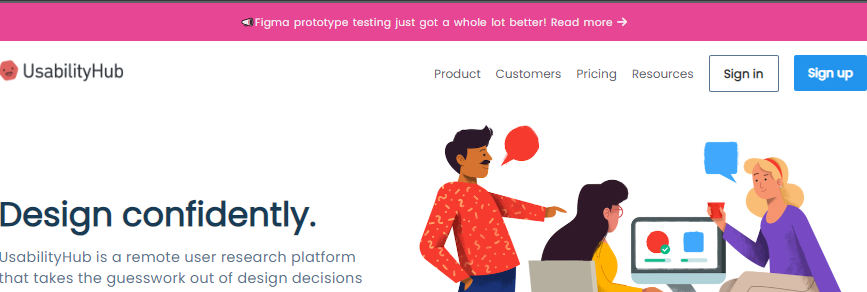 Figma prototype testing just got a whole lot better! Read more →
UsabilityHub
Product Customers Pricing Resources Sign in Sign up
Design confidently.
UsabilityHub is a remote user research platform
that takes the guesswork out of design decisions